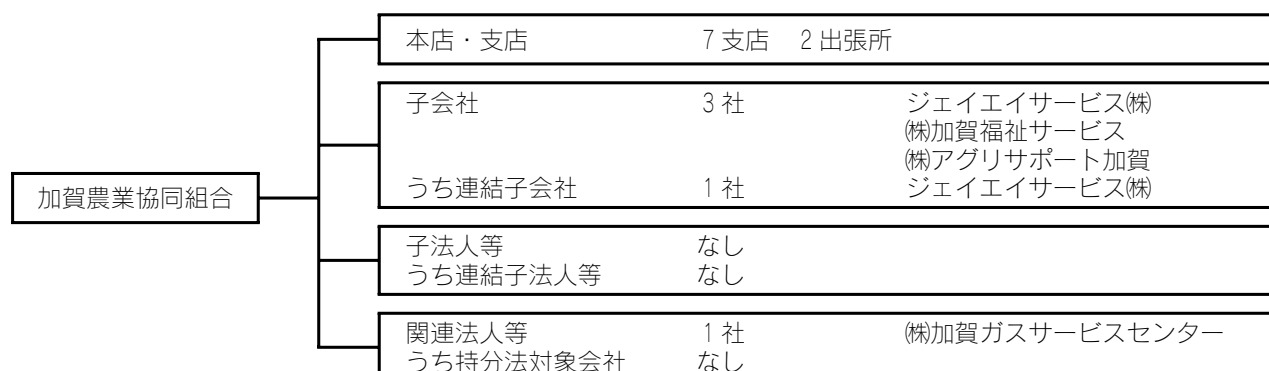 本店・支店 7支店 2出張所
子会社 3社 ジェイエイサービス㈱
㈱加賀福祉サービス
㈱アグリサポート加賀
うち連結子会社 1社 ジェイエイサービス㈱
加賀農業協同組合
子法人等 なし
うち連結子法人等 なし
関連法人等 1社 ㈱加賀ガスサービスセンター
うち持分法対象会社 なし